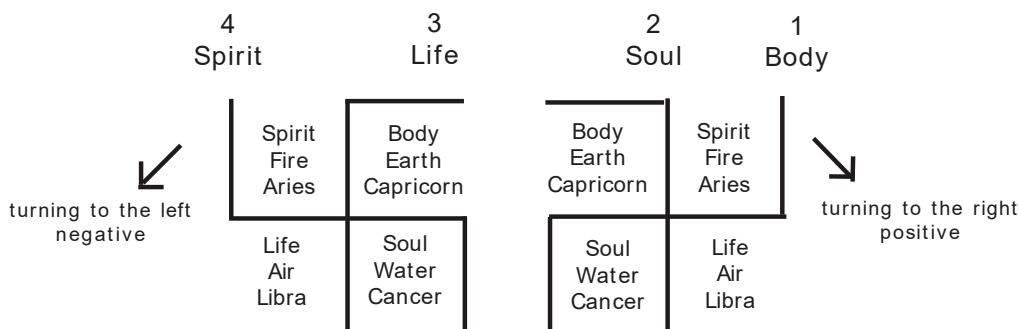 4 3 2 1
Spirit Life Soul Body
Spirit
Fire
Aries
Body
Earth
Capricorn
Body
Earth
Capricorn
Spirit
Fire
Aries
turning to the left
negative
turning to the right
positive
Life
Air
Libra
Soul
Water
Cancer
Soul
Water
Cancer
Life
Air
Libra